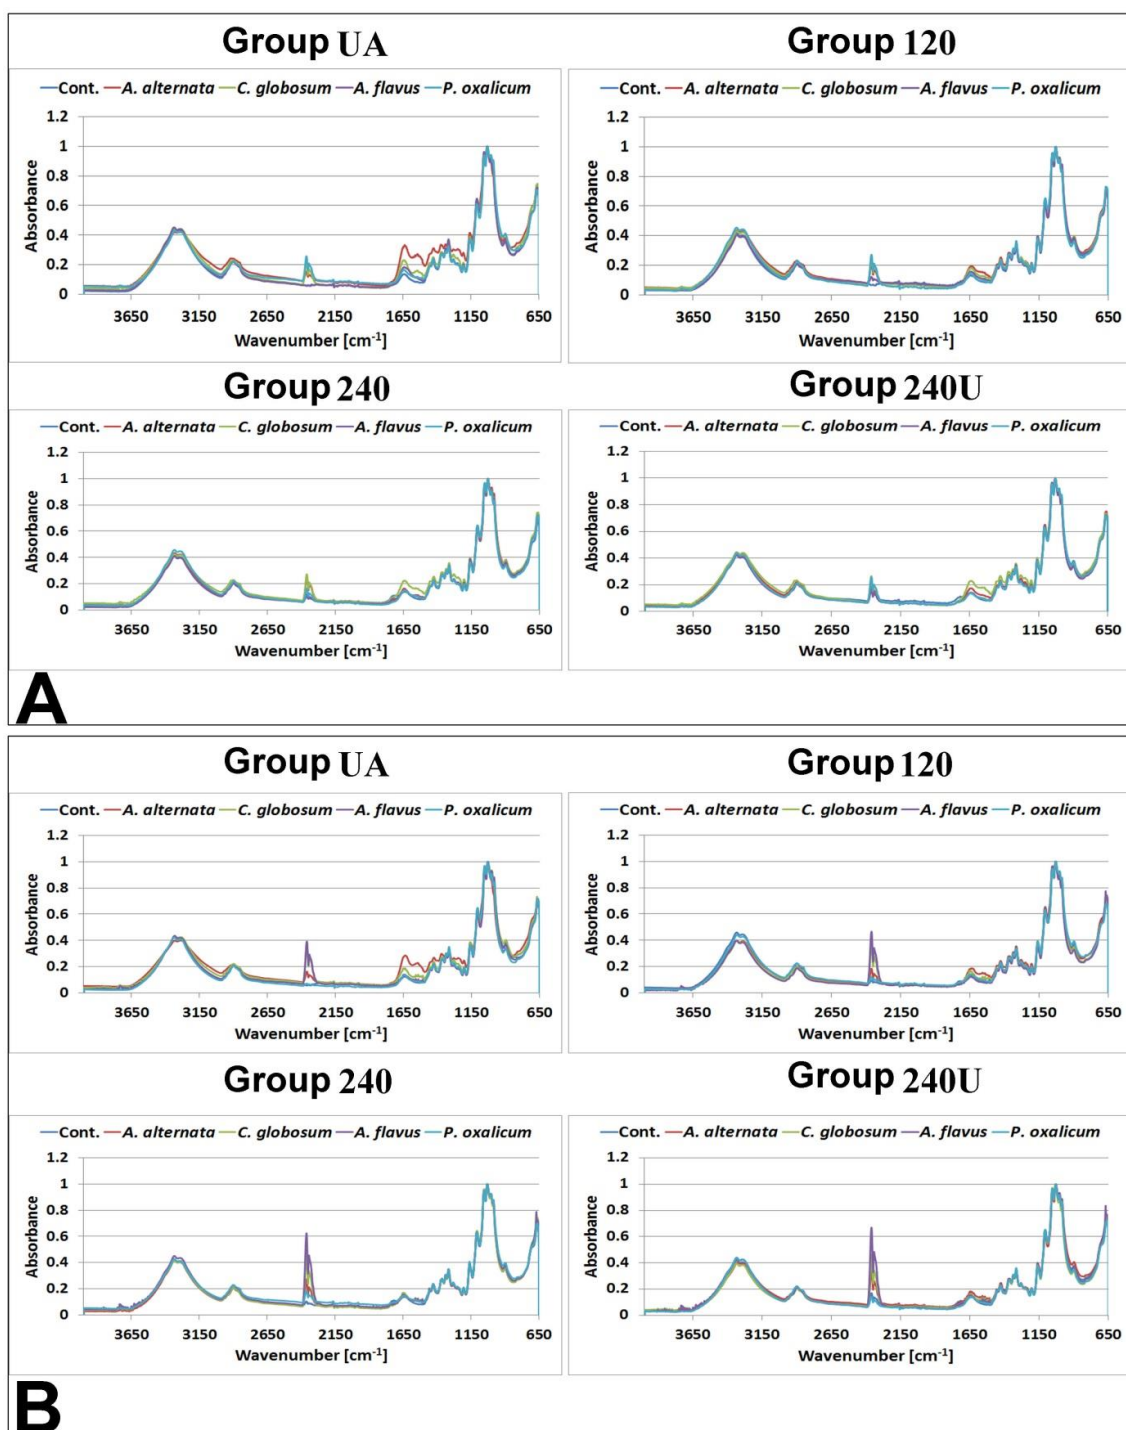 Group UA
Cont. A. alternata C. globosum A. flavus P. oxalicum
1.2
1
0.8
0.6
0.4
0.2
0
Absorbance
3650 3150 2650 2150 1650 1150 650
Wavenumber [cm-1]
Group 120
Cont. A. alternata C. globosum A. flavus P. oxalicum
1.2
1
0.8
0.6
0.4
0.2
0
Absorbance
3650 3150 2650 2150 1650 1150 650
Wavenumber [cm-1]
Group 240
Cont. A. alternata C. globosum A. flavus P. oxalicum
1.2
1
0.8
0.6
0.4
0.2
0
Absorbance
3650 3150 2650 2150 1650 1150 650
Wavenumber [cm-1]
Group 240U
Cont. A. alternata C. globosum A. flavus P. oxalicum
1.2
1
0.8
0.6
0.4
0.2
0
Absorbance
3650 3150 2650 2150 1650 1150 650
Wavenumber [cm-1]
A
Group UA
Cont. A. alternata C. globosum A. flavus P. oxalicum
1.2
1
0.8
0.6
0.4
0.2
0
Absorbance
3650 3150 2650 2150 1650 1150 650
Wavenumber [cm-1]
Group 120
Cont. A. alternata C. globosum A. flavus P. oxalicum
1.2
1
0.8
0.6
0.4
0.2
0
Absorbance
3650 3150 2650 2150 1650 1150 650
Wavenumber [cm-1]
Group 240
Cont. A. alternata C. globosum A. flavus P. oxalicum
1.2
1
0.8
0.6
0.4
0.2
0
Absorbance
3650 3150 2650 2150 1650 1150 650
Wavenumber [cm-1]
Group 240U
Cont. A. alternata C. globosum A. flavus P. oxalicum
1.2
1
0.8
0.6
0.4
0.2
0
Absorbance
3650 3150 2650 2150 1650 1150 650
Wavenumber [cm-1]
B